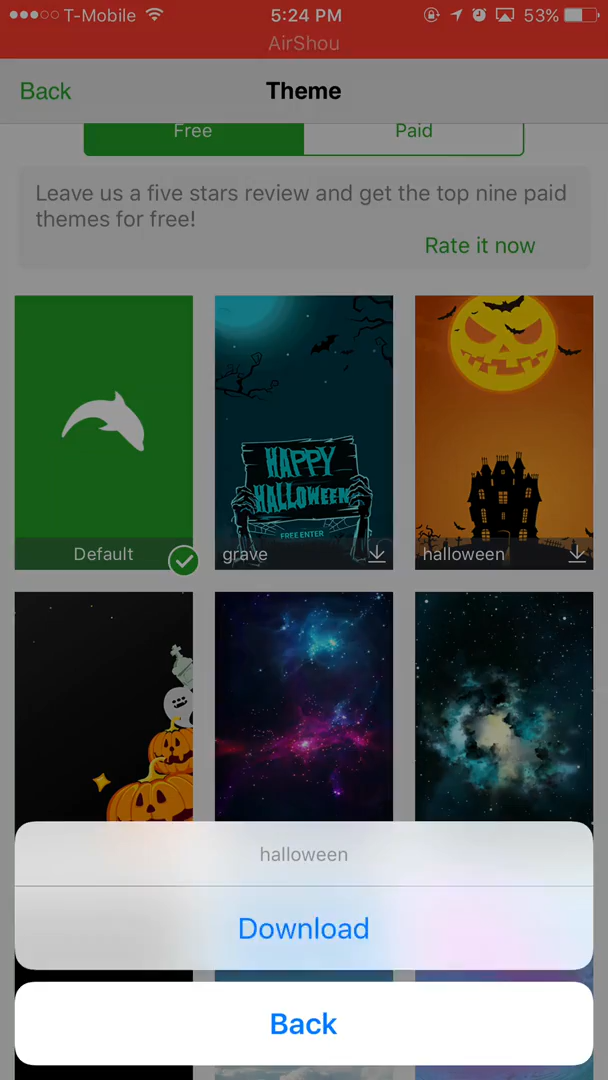 T-Mobile 5:24 PM 53%
AirShou
Back Theme
Free Paid
Leave us a five stars review and get the top nine paid
themes for free!
Rate it now
HAPPY
HALLOWEEN
FREE ENTER
Default grave halloween
halloween
Download
Back